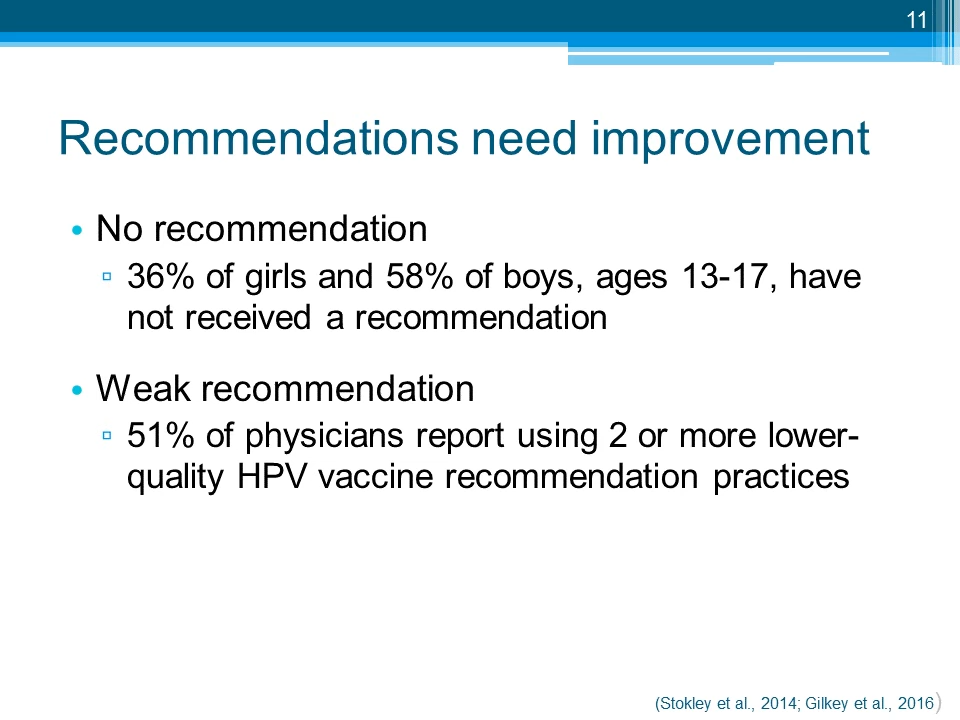 11
Recommendations need improvement
• No recommendation
▫ 36% of girls and 58% of boys, ages 13-17, have
not received a recommendation
• Weak recommendation
▫ 51% of physicians report using 2 or more lower-
quality HPV vaccine recommendation practices
(Stokley et al., 2014; Gilkey et al., 2016)